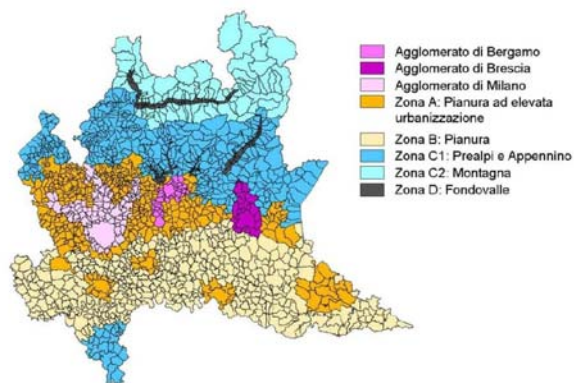 Agglomerato di Bergamo
Agglomerato di Brescia
Agglomerato di Milano
Zona A: Pianura ad elevata
urbanizzazione
Zona B: Pianura
Zona C1: Prealpi e Appennino
Zona C2: Montagna
Zona D: Fondovalle